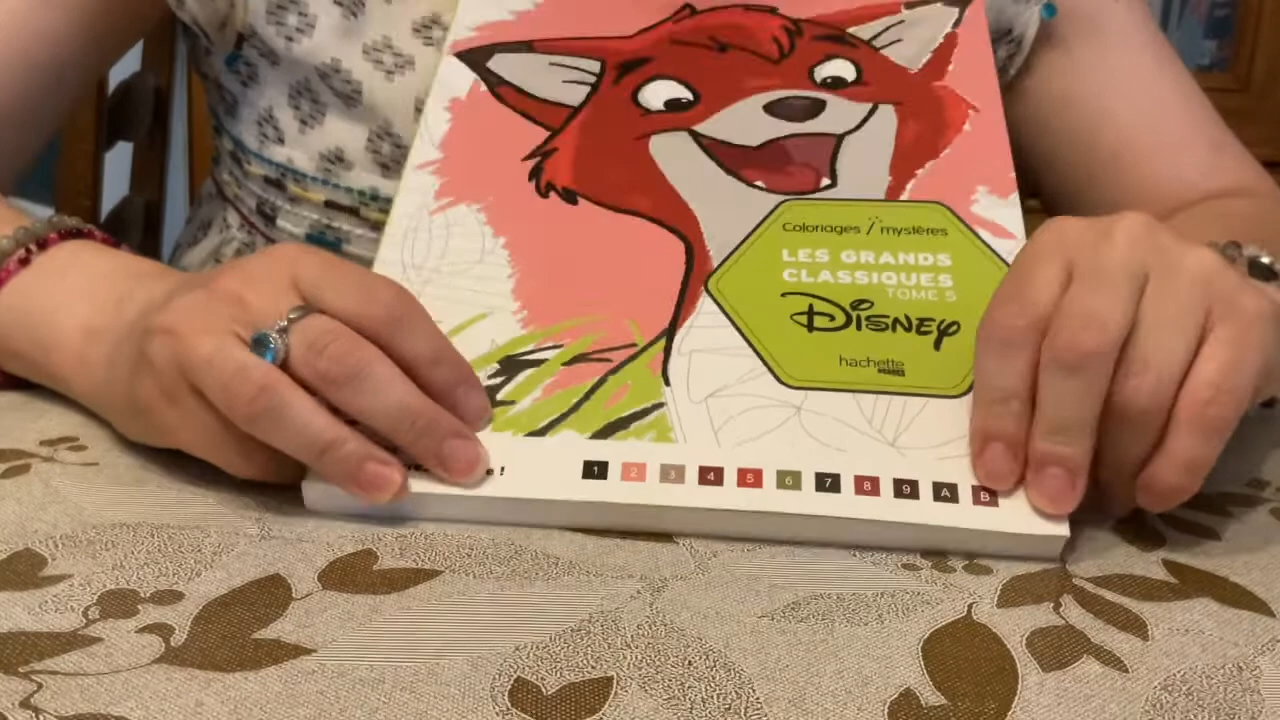 Coloriages mystères
LES GRANDS
CLASSIQUES
TOME 5
Disney
hachette
1 2 3 4 5 6 7 8 9 A B